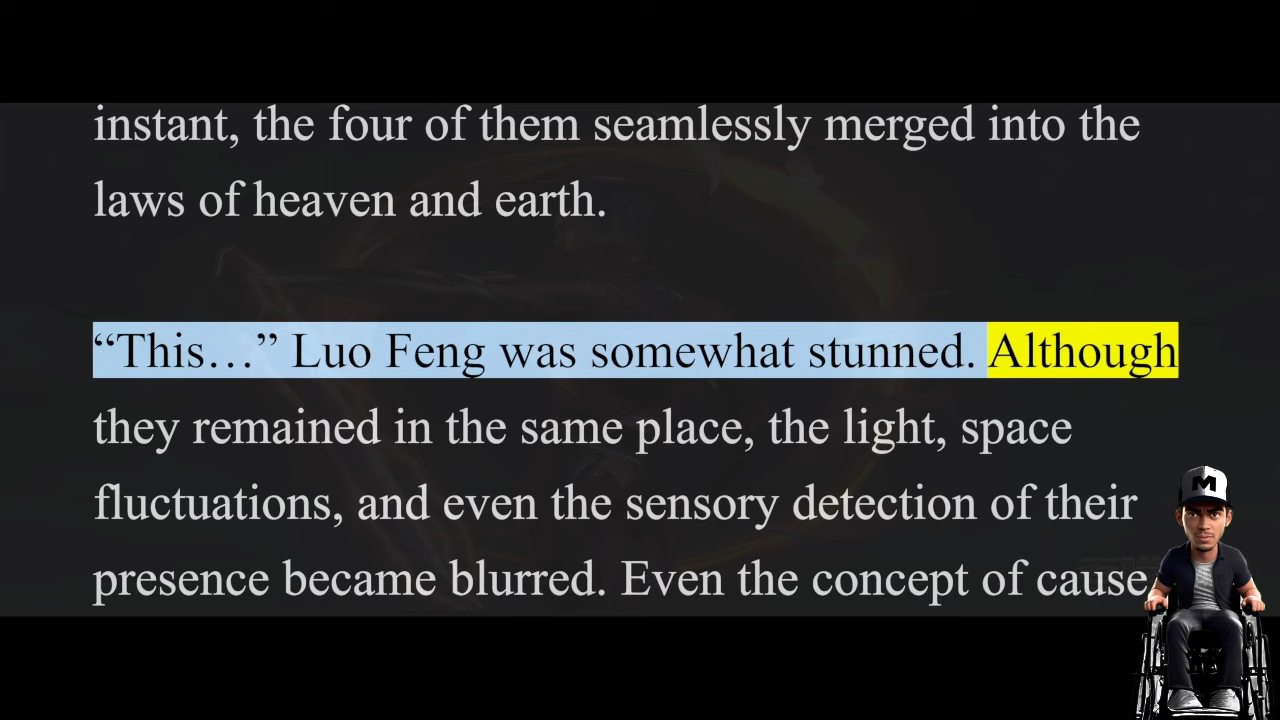 instant, the four of them seamlessly merged into the
laws of heaven and earth.
“This…” Luo Feng was somewhat stunned. Although
they remained in the same place, the light, space
fluctuations, and even the sensory detection of their
presence became blurred. Even the concept of cause
M